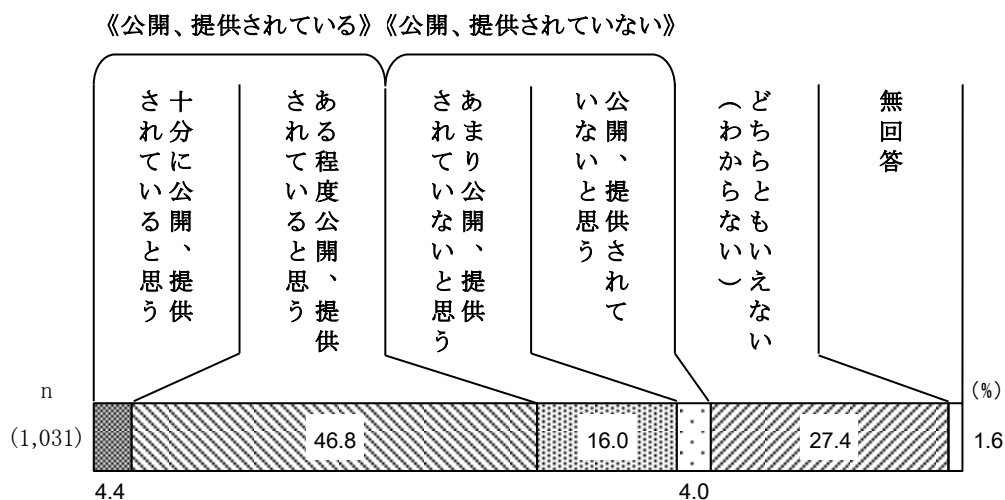 《公開、提供されている》《公開、提供されていない》
十分に公開、提供
されていると思う
ある程度公開、提供
されていると思う
あまり公開、提供
されていないと思う
公開、提供されて
いないと思う
どちらともいえない
（わからない）
無回答
n
(%)
(1,031)
46.8
16.0
27.4
1.6
4.4
4.0